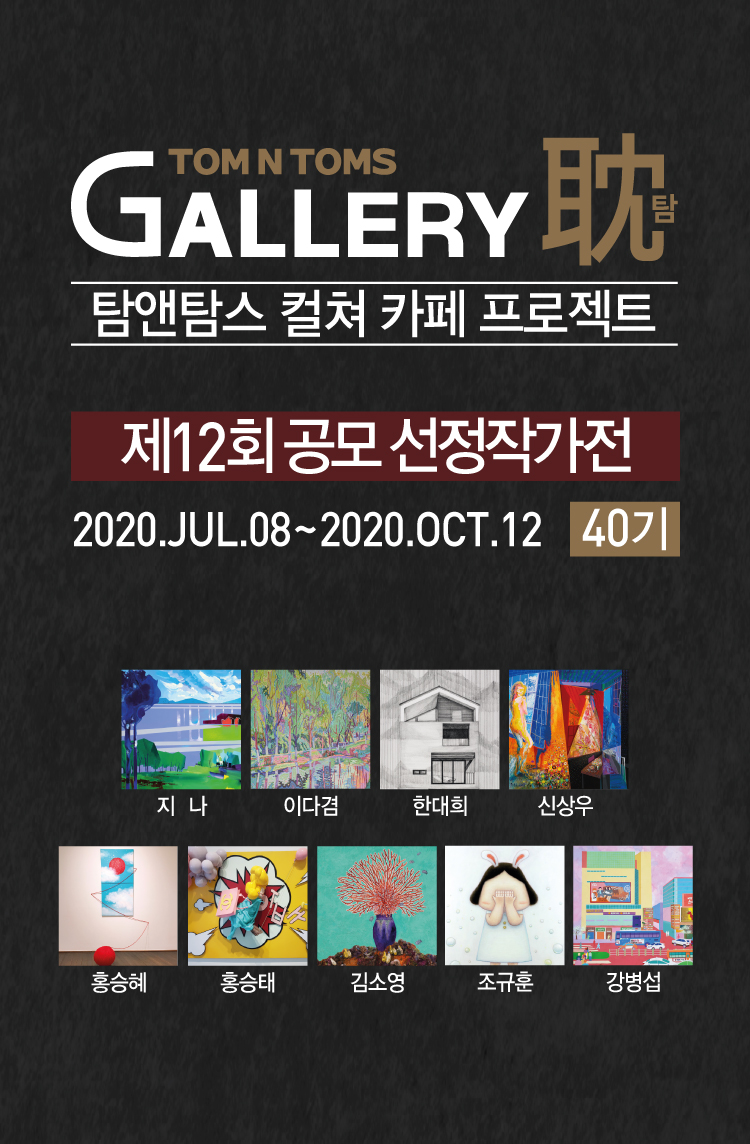 TOM N TOMS
GALLERY 耽 탐
탐앤탐스 컬쳐 카페 프로젝트
제12회 공모 선정작가전
2020.JUL.08~2020.OCT.12 40기
지 나 이다겸 한대희 신상우
홍승혜 홍승태 김소영 조규훈 강병섭